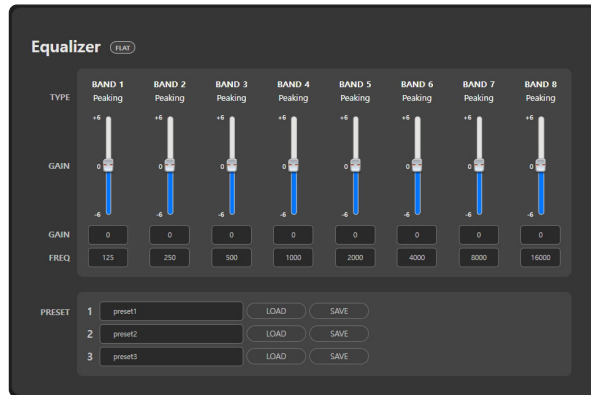 Equalizer FLAT
BAND 1 BAND 2 BAND 3 BAND 4 BAND 5 BAND 6 BAND 7 BAND 8
TYPE Peaking Peaking Peaking Peaking Peaking Peaking Peaking Peaking
+6 +6 +6 +6 +6 +6 +6 +6
GAIN 0 0 0 0 0 0 0 0
-6 -6 -6 -6 -6 -6 -6 -6
GAIN 0 0 0 0 0 0 0 0
FREQ 125 250 500 1000 2000 4000 8000 16000
PRESET 1 preset1 LOAD SAVE
2 preset2 LOAD SAVE
3 preset3 LOAD SAVE